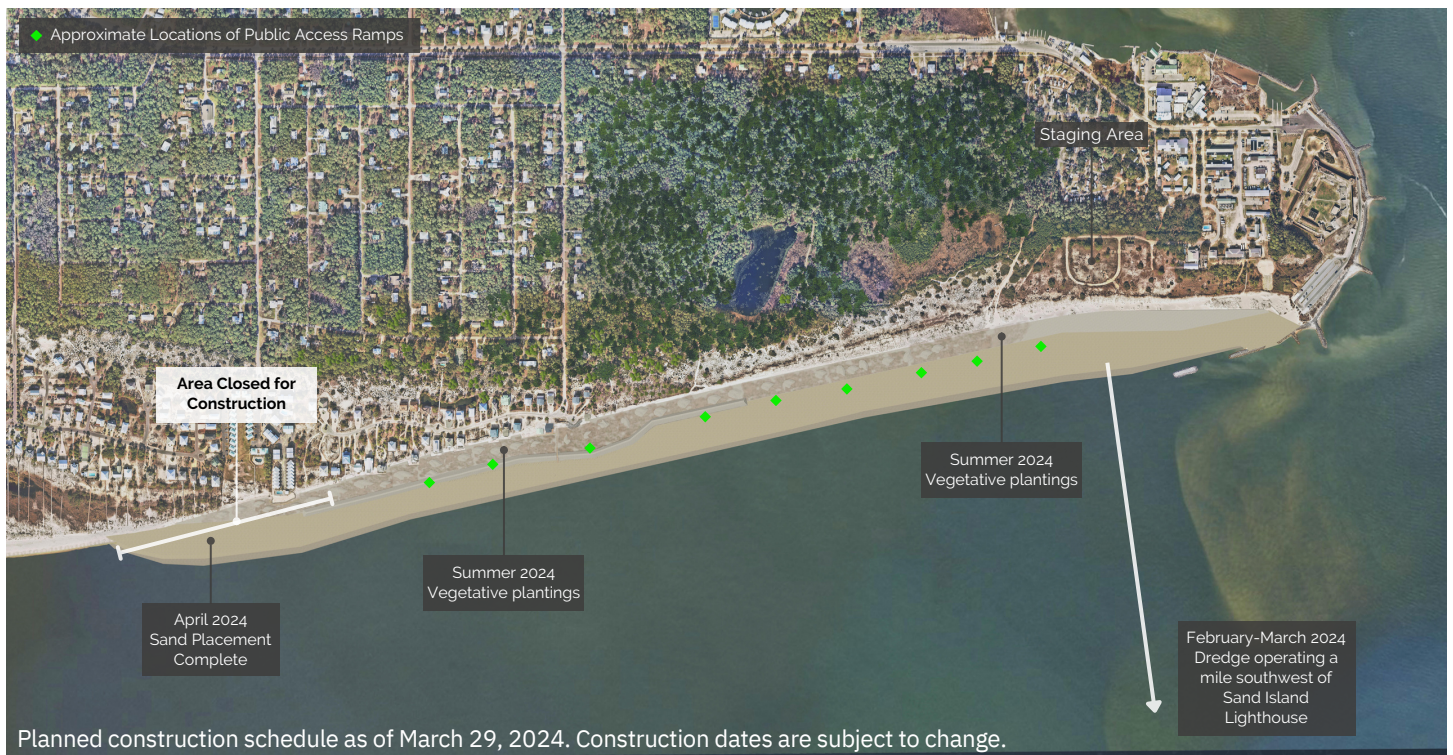 Approximate Locations of Public Access Ramps
Staging Area
Area Closed for
Construction
Summer 2024
Vegetative plantings
Summer 2024
Vegetative plantings
April 2024
Sand Placement
Complete
February-March 2024
Dredge operating a
mile southwest of
Sand Island
Lighthouse
Planned construction schedule as of March 29, 2024. Construction dates are subject to change.